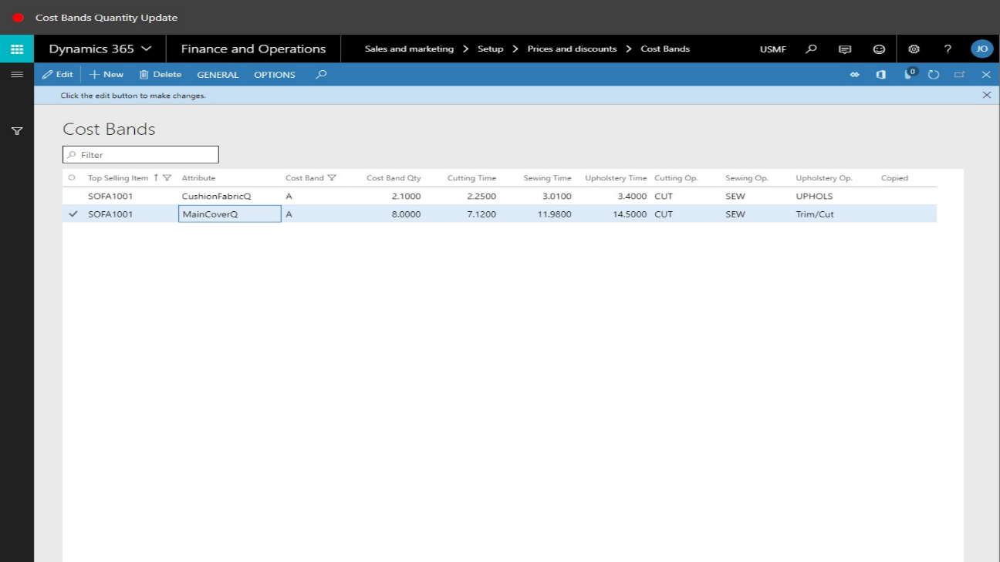 Cost Bands Quantity Update
Dynamics 365 Finance and Operations Sales and marketing > Setup > Prices and discounts > Cost Bands USMF ? JO
Edit + New Delete GENERAL OPTIONS 0
Click the edit button to make changes.
Cost Bands
Filter
Top Selling Item ↑ Attribute Cost Band Cost Band Qty Cutting Time Sewing Time Upholstery Time Cutting Op. Sewing Op. Upholstery Op. Copied
SOFA1001 CushionFabricQ A 2.1000 2.2500 3.0100 3.4000 CUT SEW UPHOLS
SOFA1001 MainCoverQ A 8.0000 7.1200 11.9800 14.5000 CUT SEW Trim/Cut